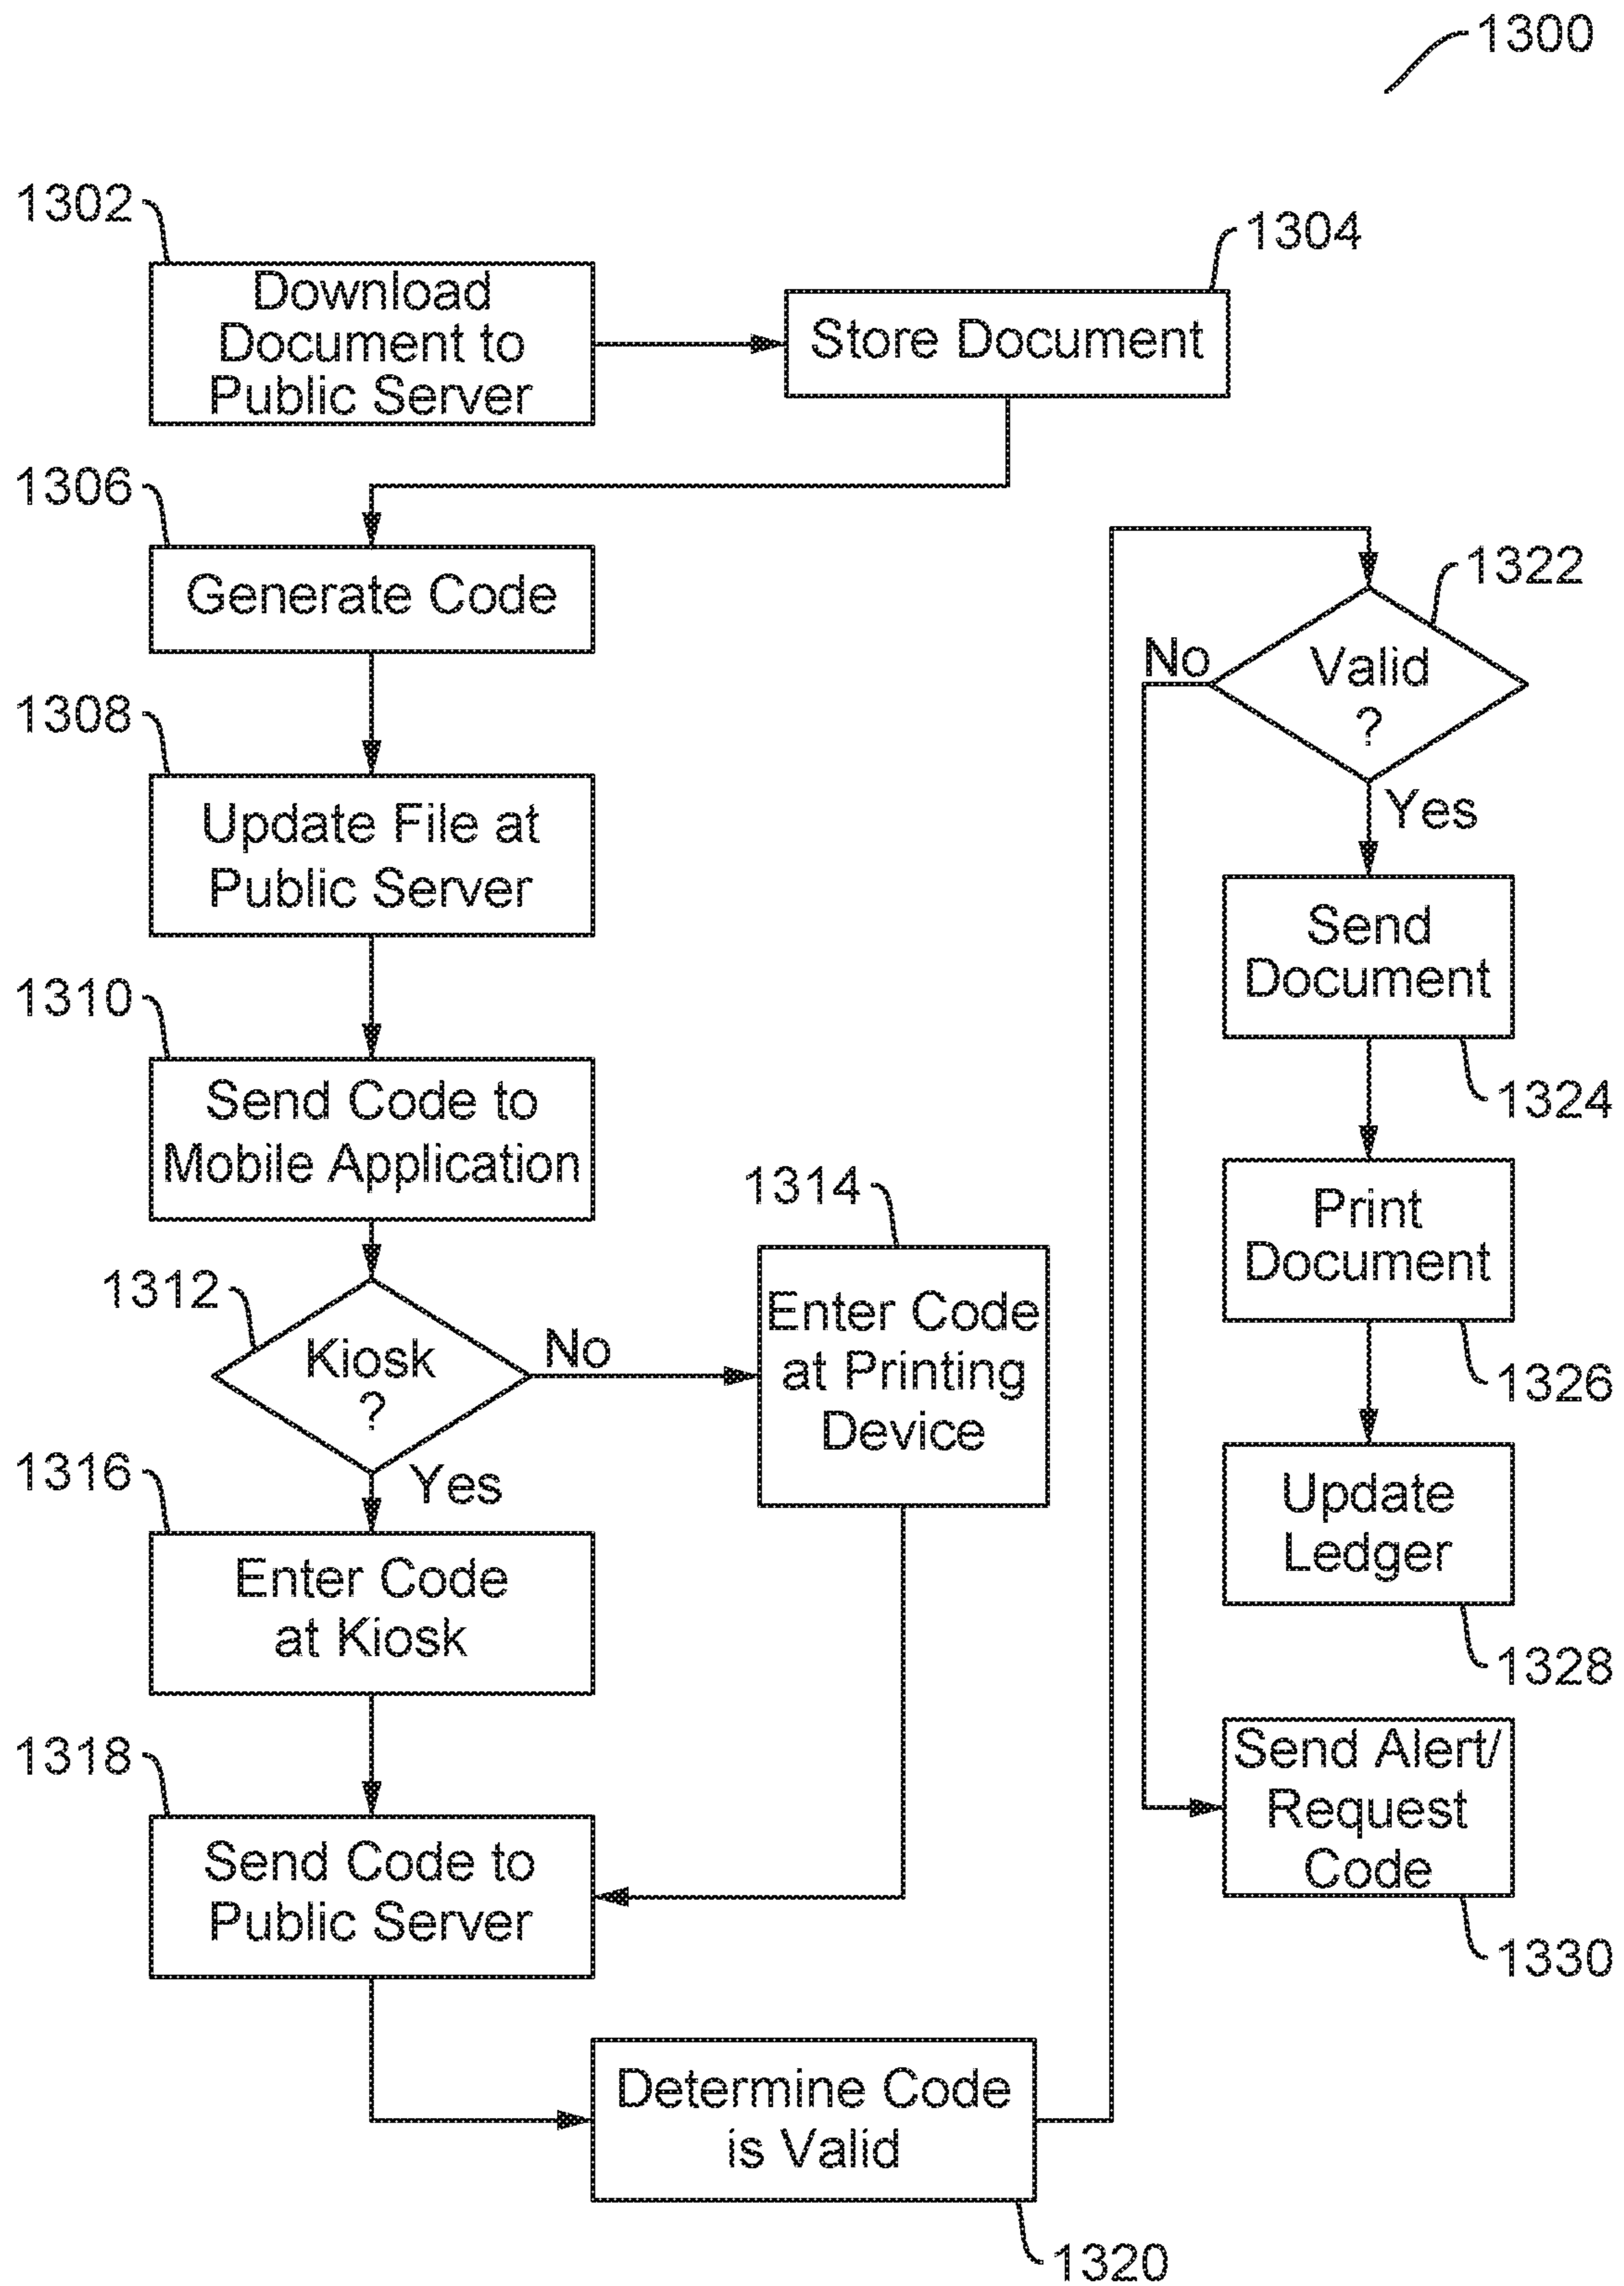 1300
1302
Download
Document to
Public Server
1304
Store Document
1306
Generate Code
1308
Update File at
Public Server
1310
Send Code to
Mobile Application
1312
Kiosk
?
No
Yes
1314
Enter Code
at Printing
Device
1316
Enter Code
at Kiosk
1318
Send Code to
Public Server
Determine Code
is Valid
1320
1322
Valid
?
No
Yes
Send
Document
1324
Print
Document
1326
Update
Ledger
1328
Send Alert/
Request
Code
1330